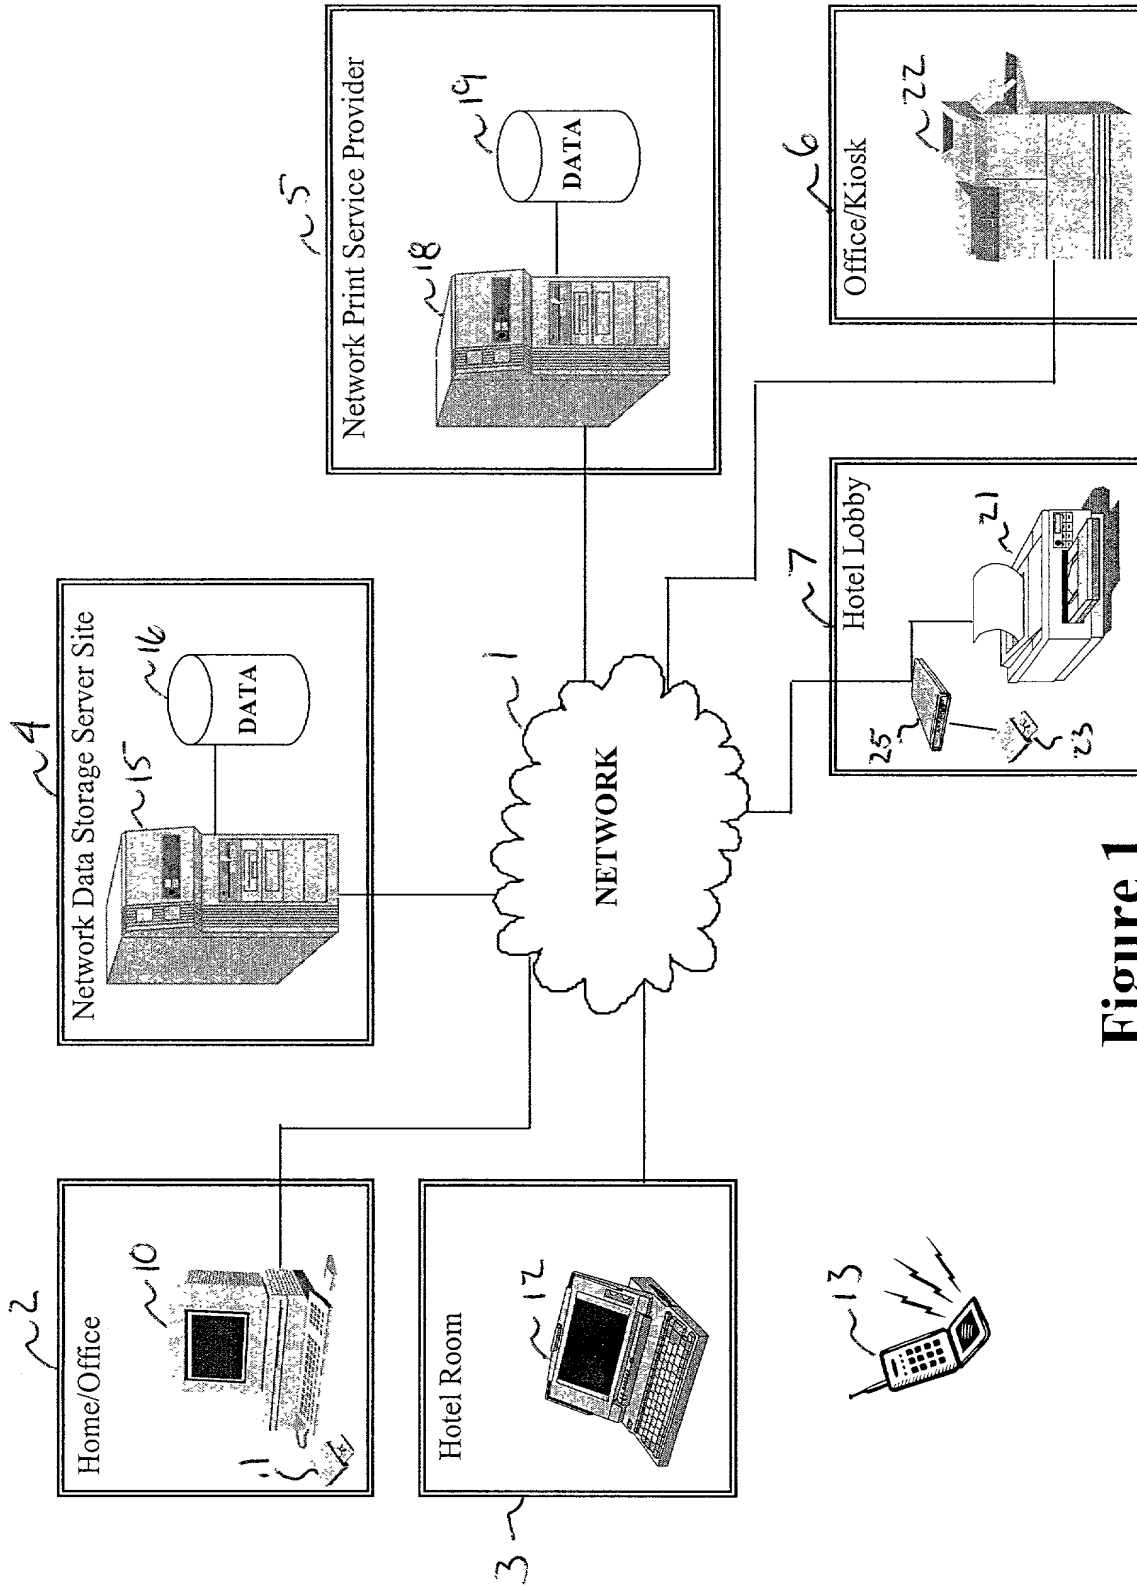 2
Home/Office
10
11
3
Hotel Room
12
13
4
Network Data Storage Server Site
15
16
DATA
1
NETWORK
5
Network Print Service Provider
18
19
DATA
7
Hotel Lobby
21
25
23
6
Office/Kiosk
22
Figure 1